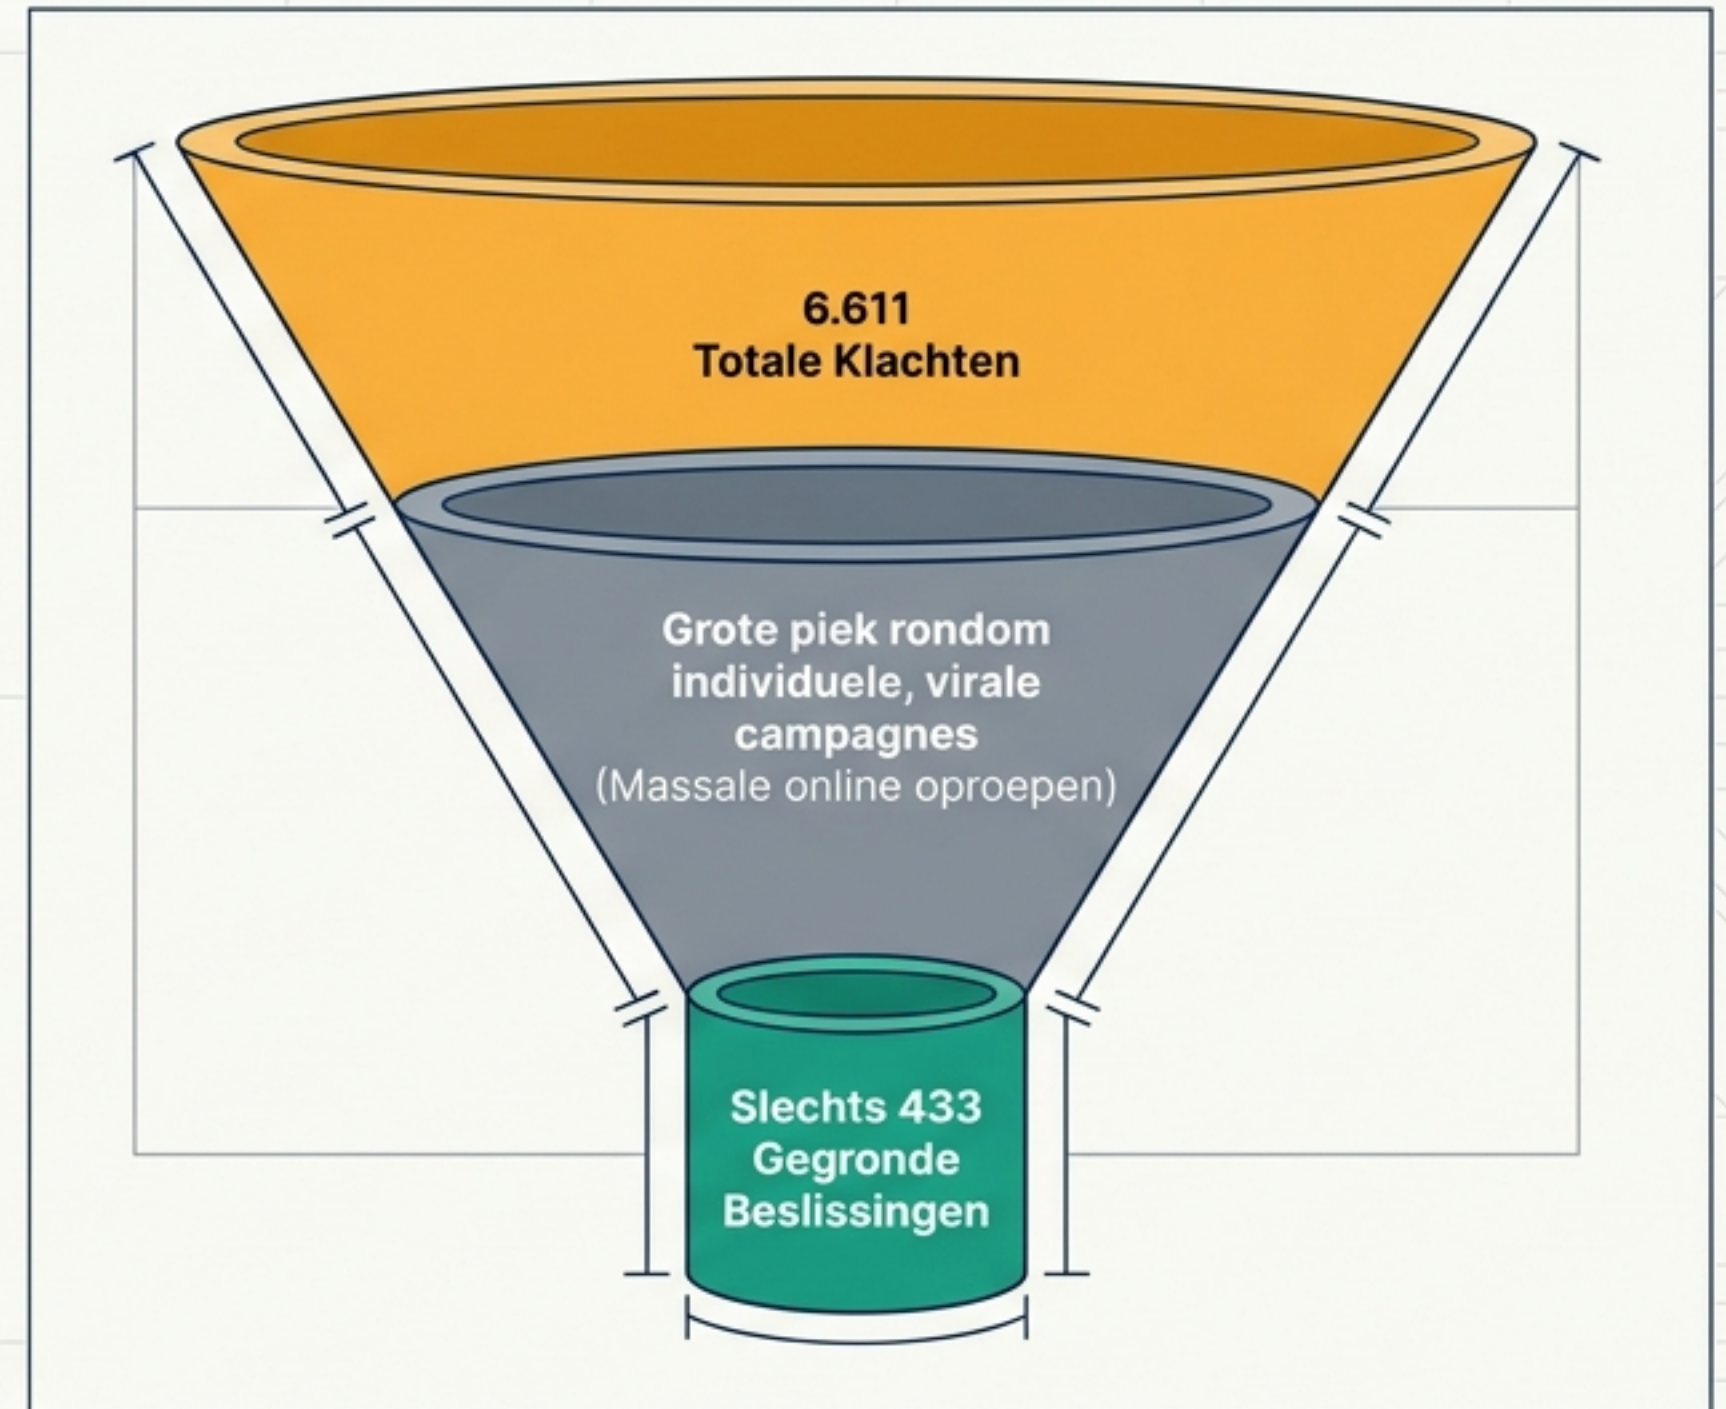 6.611
Totale Klachten
Grote piek rondom
individuele, virale
campagnes
(Massale online oproepen)
Slechts 433
Gegronde
Beslissingen